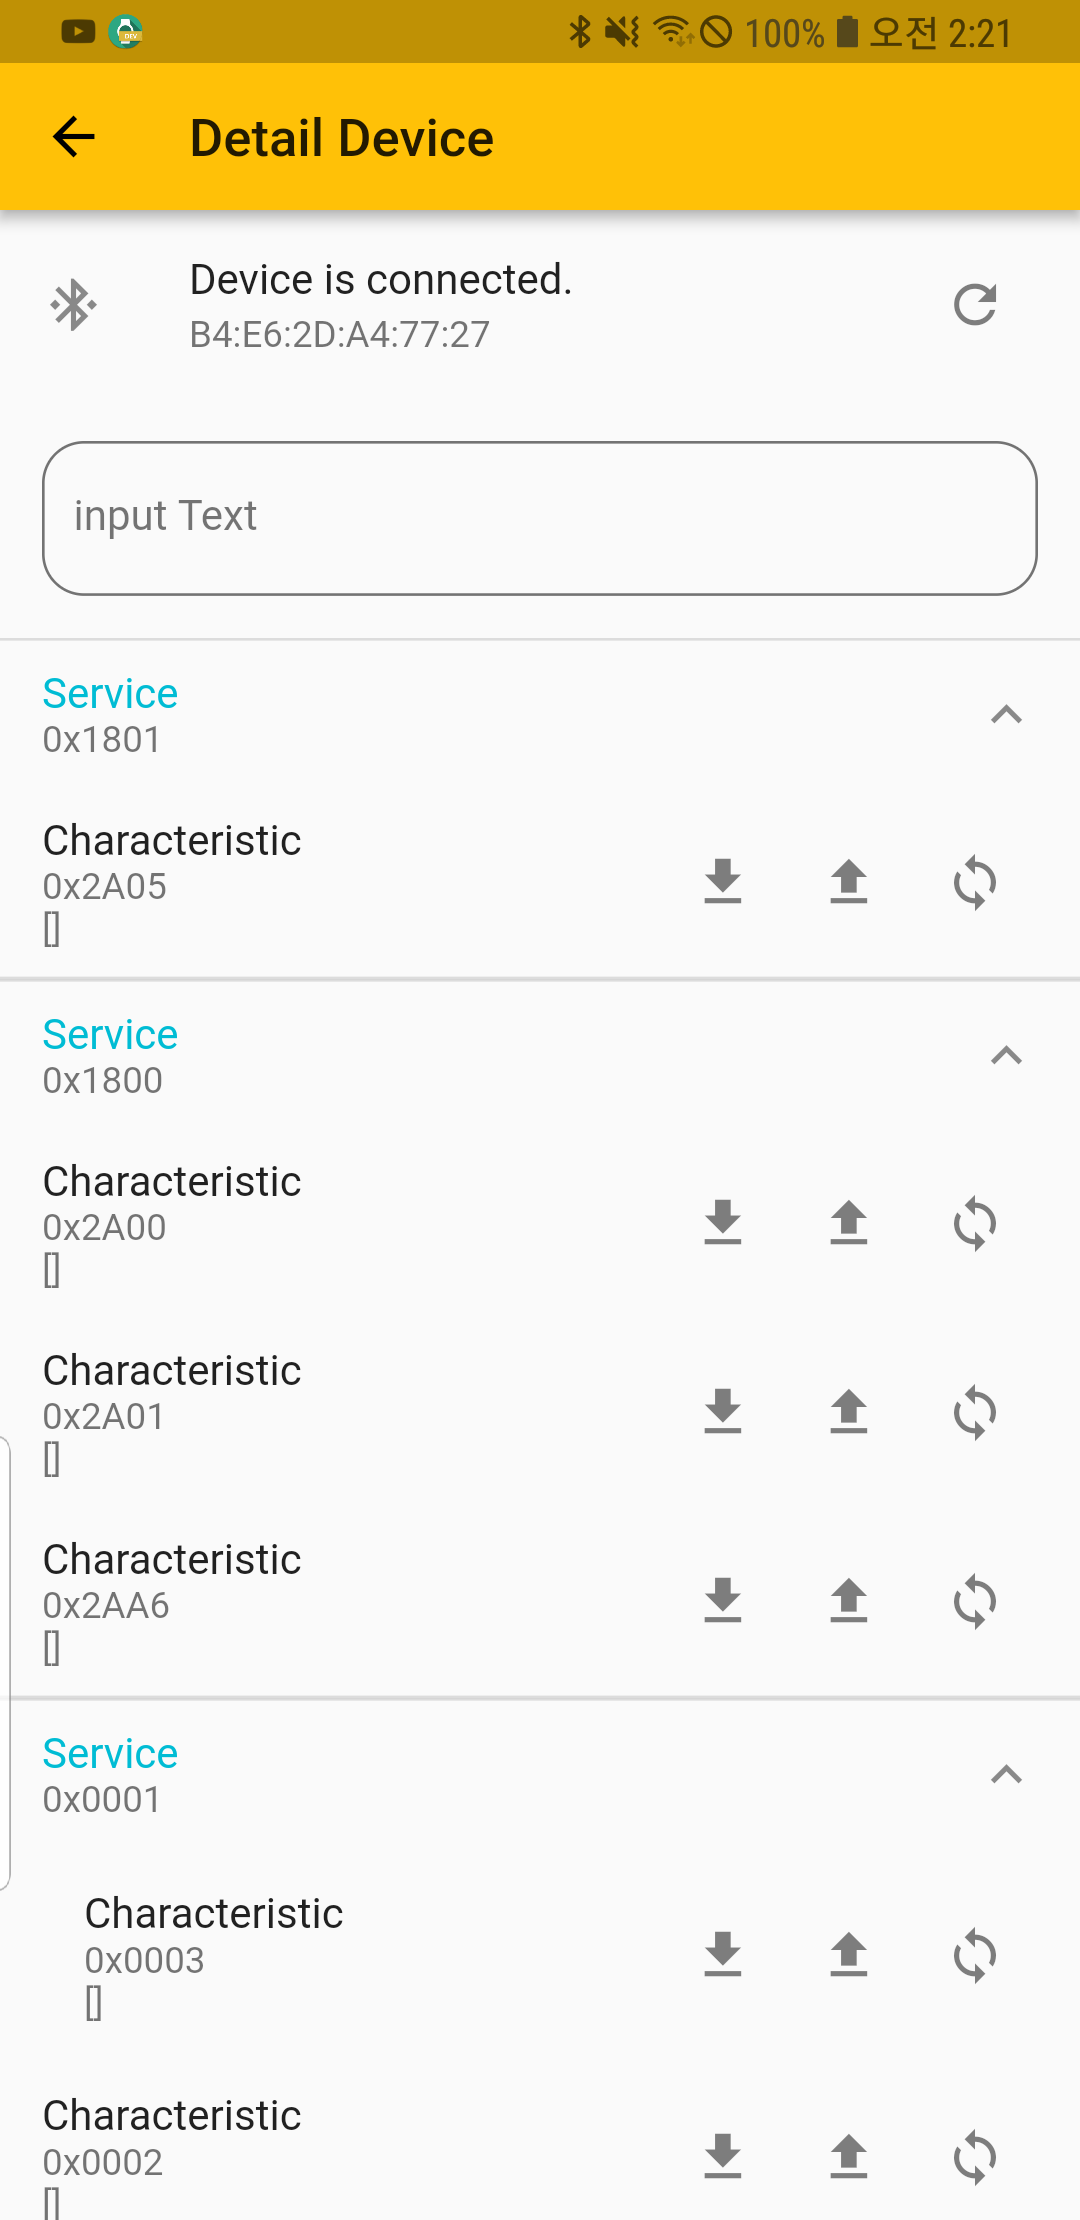 100% 오전 2:21
Detail Device
Device is connected.
B4:E6:2D:A4:77:27
input Text
Service
0x1801
Characteristic
0x2A05
[]
Service
0x1800
Characteristic
0x2A00
[]
Characteristic
0x2A01
[]
Characteristic
0x2AA6
[]
Service
0x0001
Characteristic
0x0003
[]
Characteristic
0x0002
[]